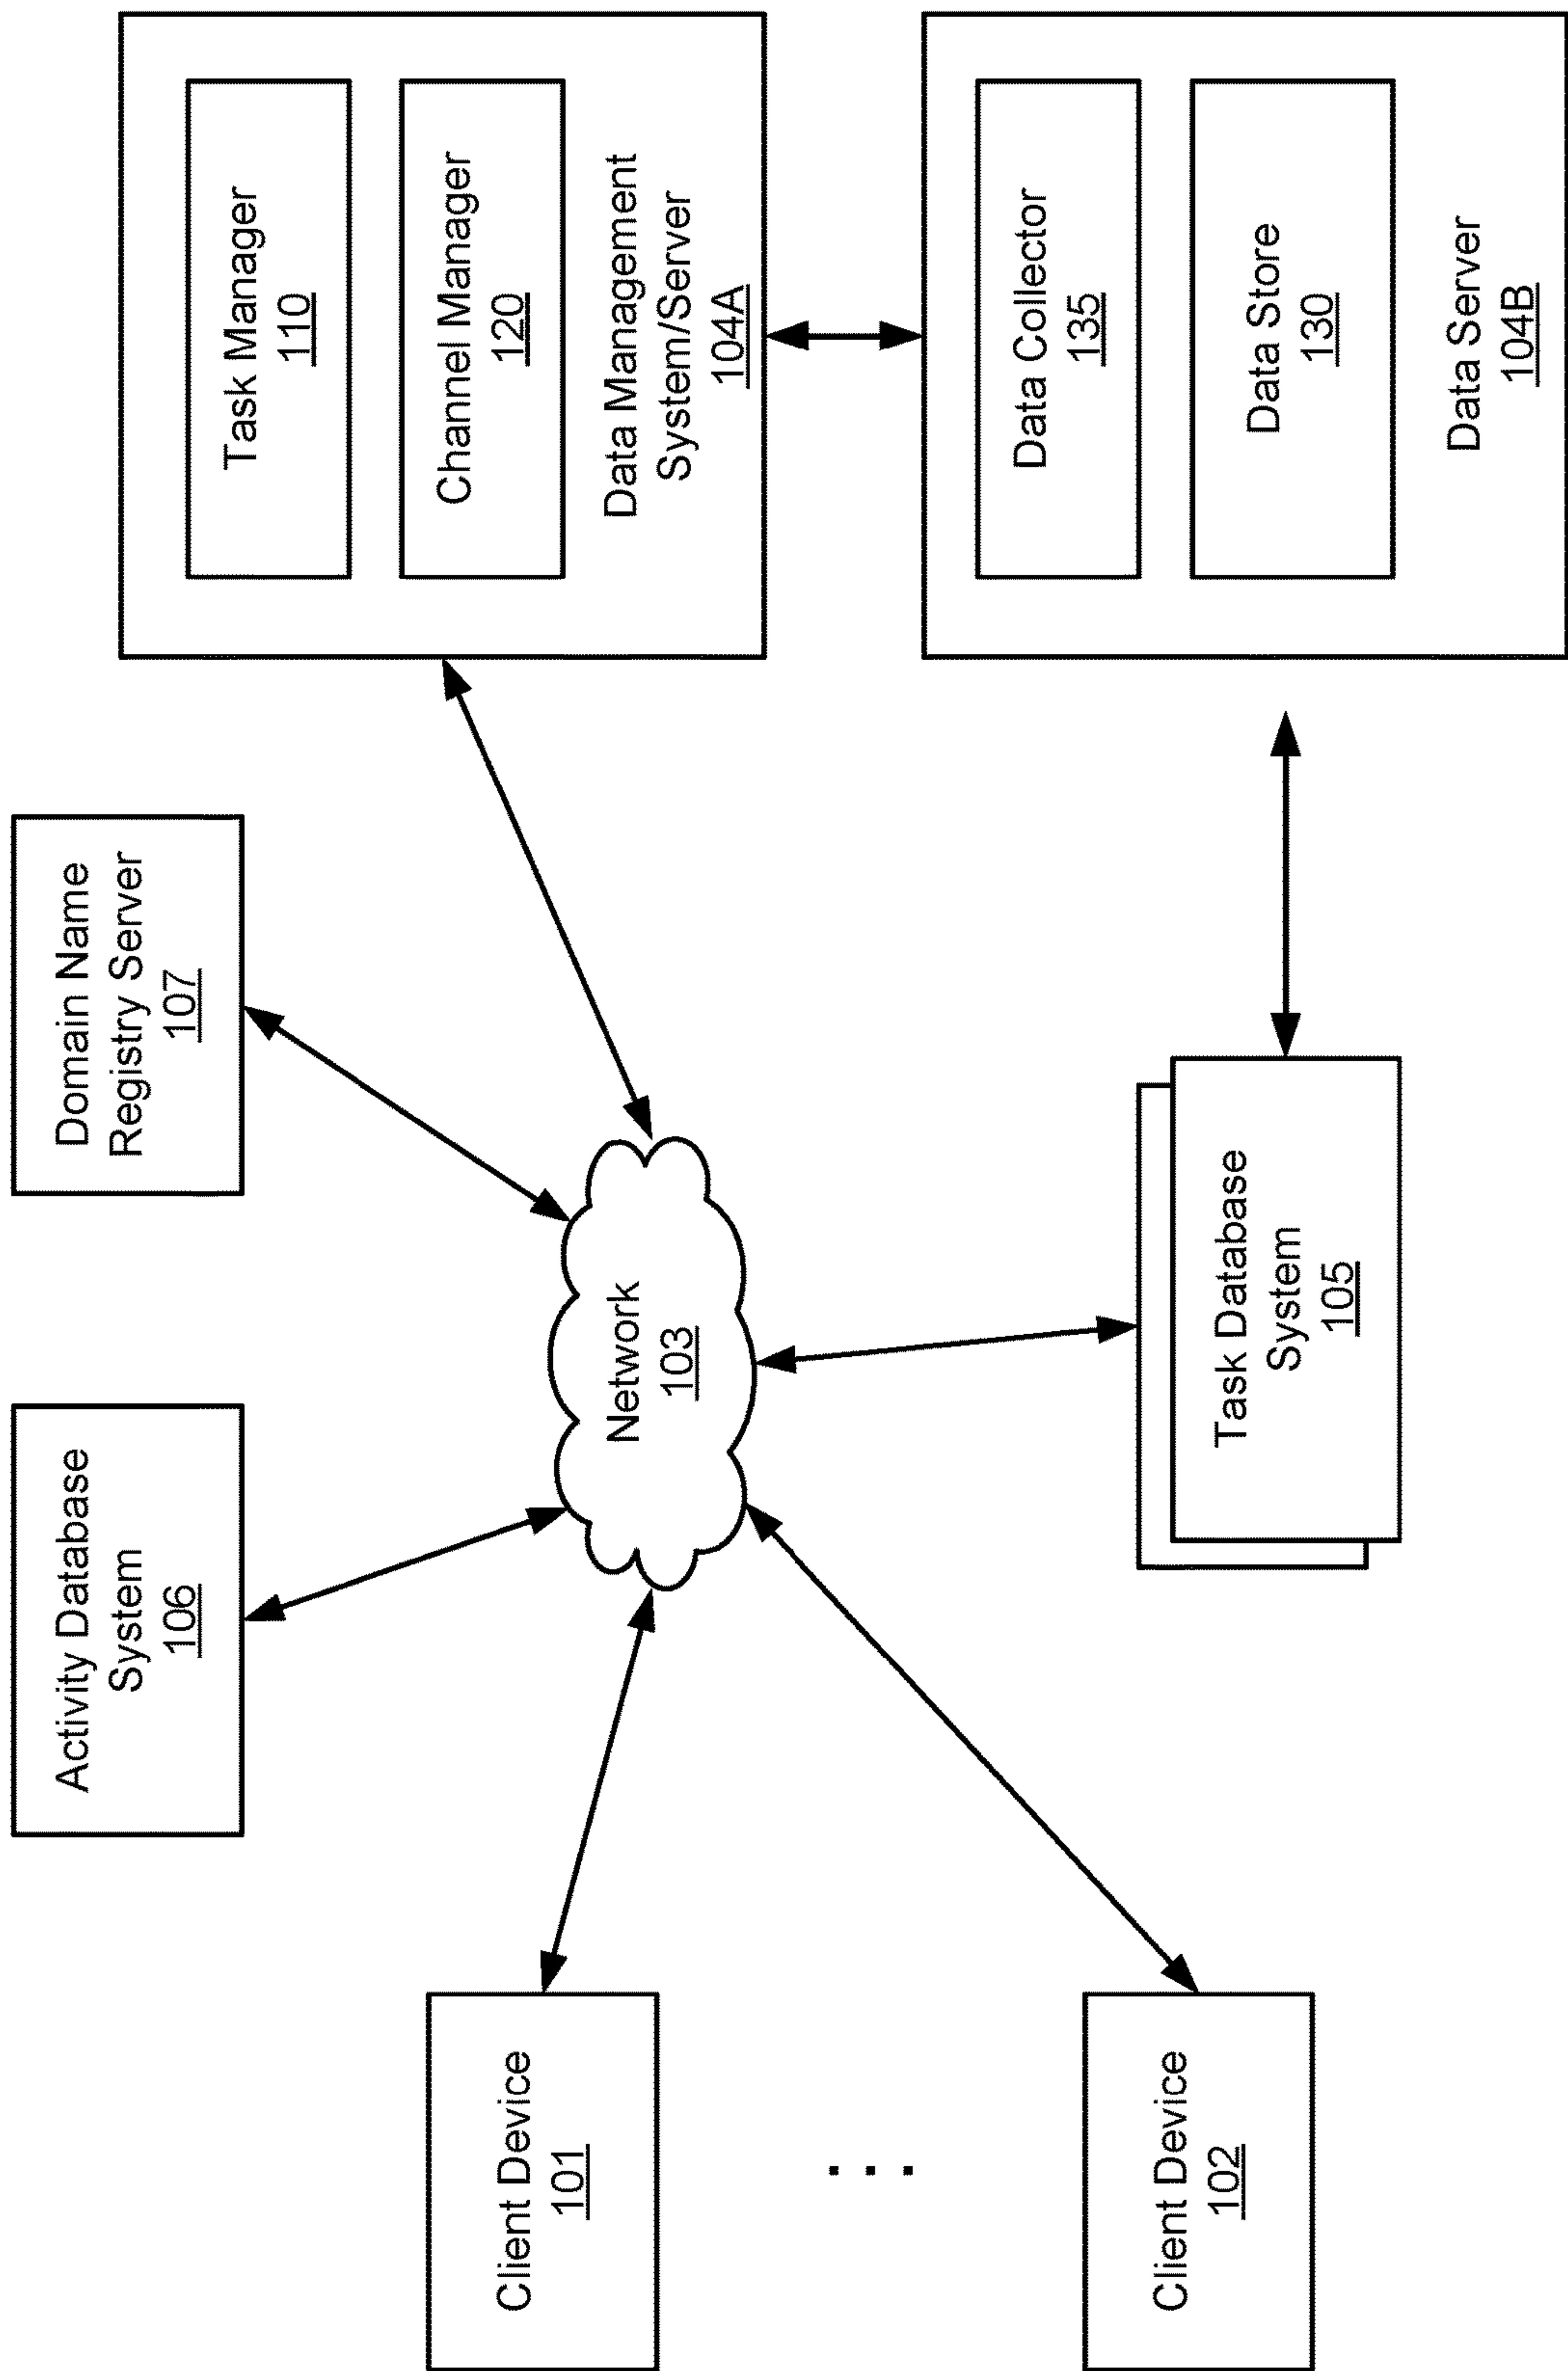 Activity Database
System
106
Domain Name
Registry Server
107
Task Manager
110
Channel Manager
120
Data Management
System/Server
104A
Client Device
101
Network
103
. . .
Client Device
102
Task Database
System
105
Data Collector
135
Data Store
130
Data Server
104B